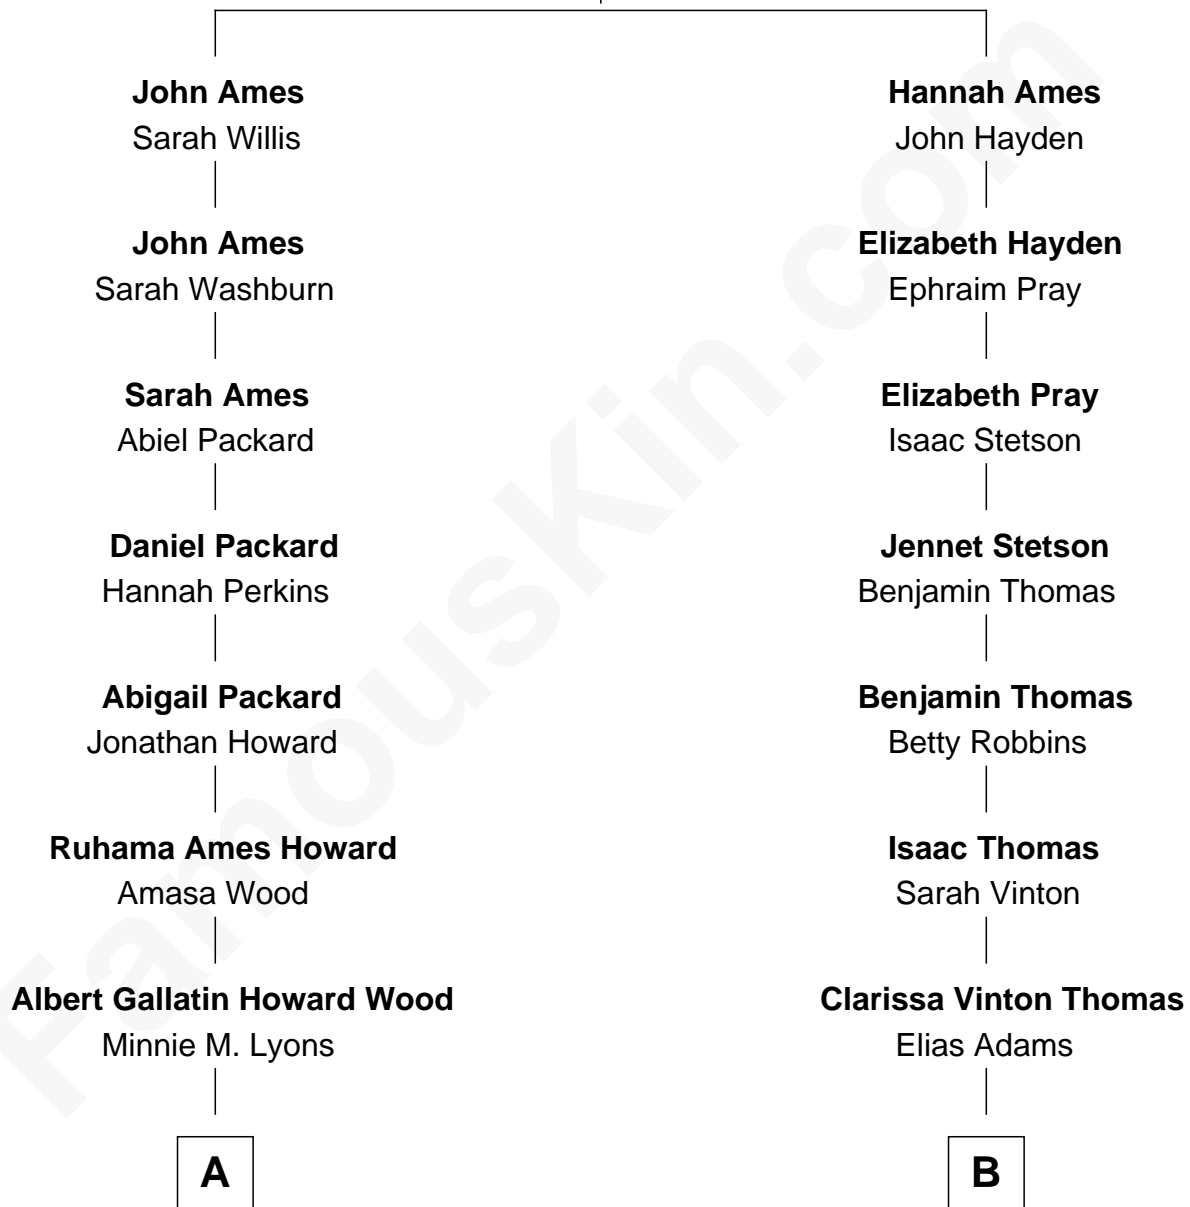 John Ames
Sarah Willis
John Ames
Sarah Washburn
Sarah Ames
Abiel Packard
Daniel Packard
Hannah Perkins
Abigail Packard
Jonathan Howard
Ruhama Ames Howard
Amasa Wood
Albert Gallatin Howard Wood
Minnie M. Lyons
A
Hannah Ames
John Hayden
Elizabeth Hayden
Ephraim Pray
Elizabeth Pray
Isaac Stetson
Jennet Stetson
Benjamin Thomas
Benjamin Thomas
Betty Robbins
Isaac Thomas
Sarah Vinton
Clarissa Vinton Thomas
Elias Adams
B
FamousKin.com